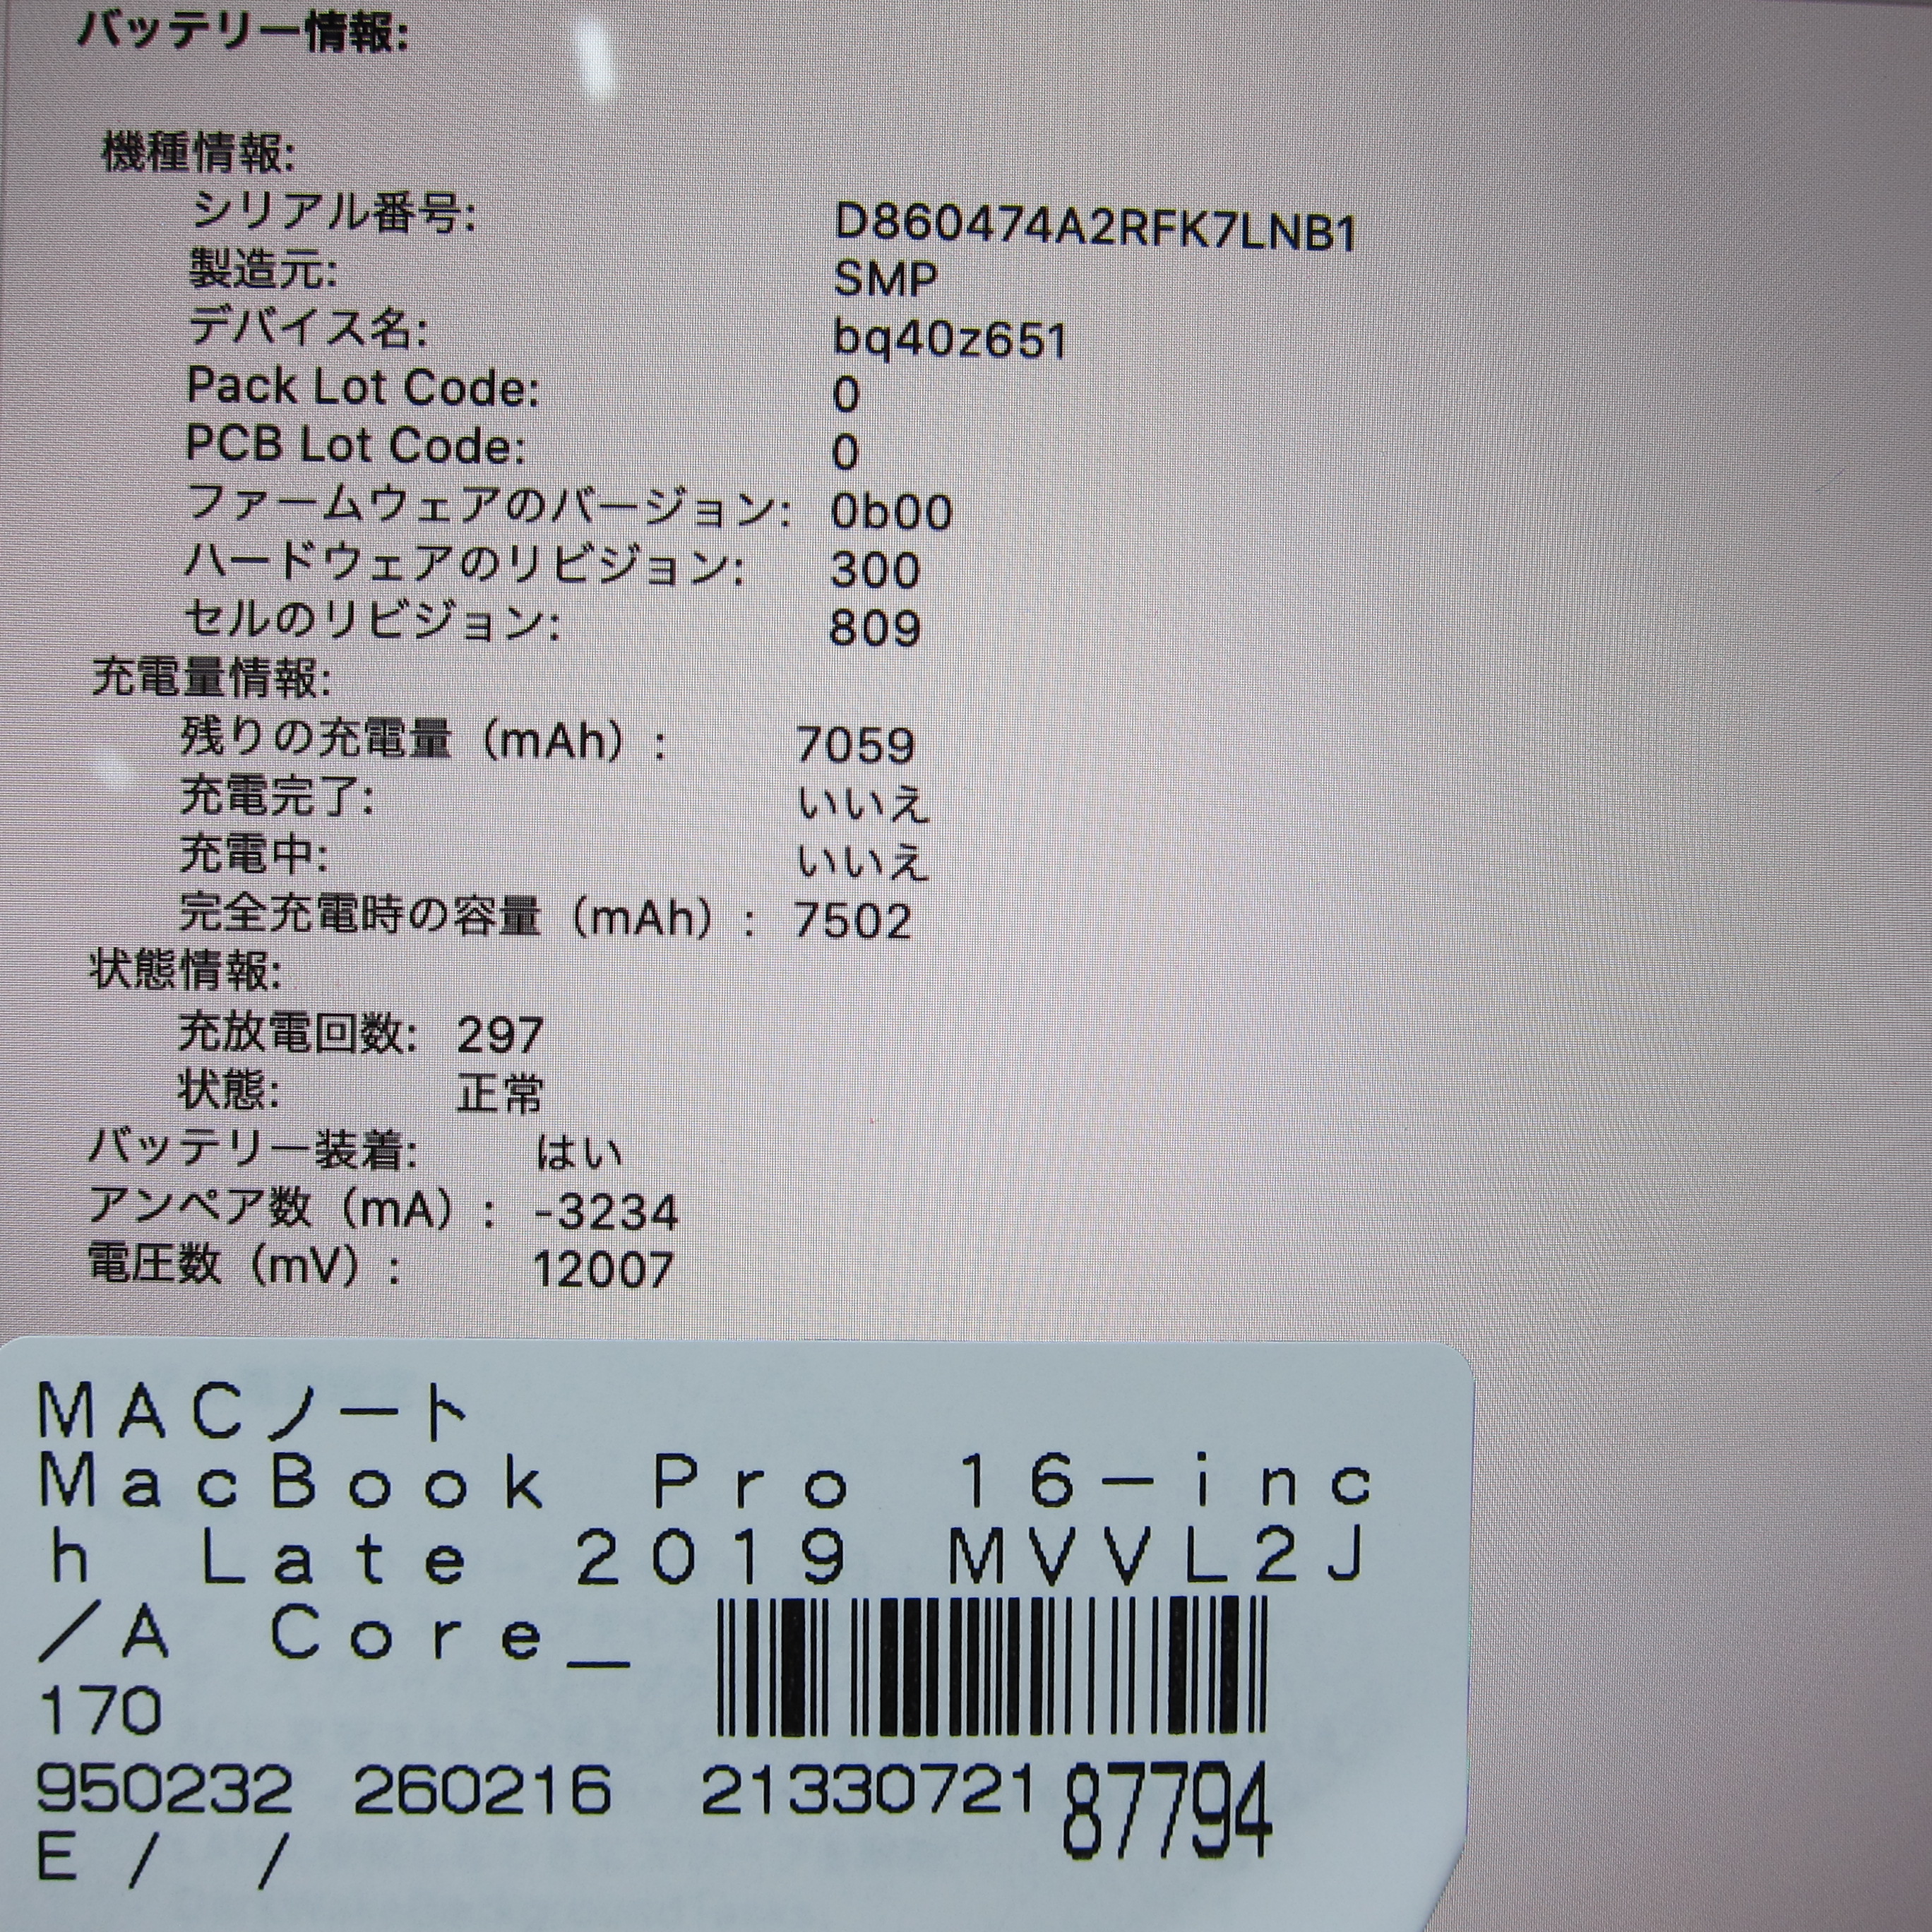 バッテリー情報:
機種情報:
シリアル番号: D860474A2RFK7LNB1
製造元: SMP
デバイス名: bq40z651
Pack Lot Code: 0
PCB Lot Code: 0
ファームウェアのバージョン: 0b00
ハードウェアのリビジョン: 300
セルのリビジョン: 809
充電量情報:
残りの充電量（mAh）: 7059
充電完了: いいえ
充電中: いいえ
完全充電時の容量（mAh）: 7502
状態情報:
充放電回数: 297
状態: 正常
バッテリー装着: はい
アンペア数（mA）: -3234
電圧数（mV）: 12007
MACノート
MacBook Pro 16-inc
h Late 2019 MVVL2J
/A Core_
170
950232 260216 2133072187794
E / /